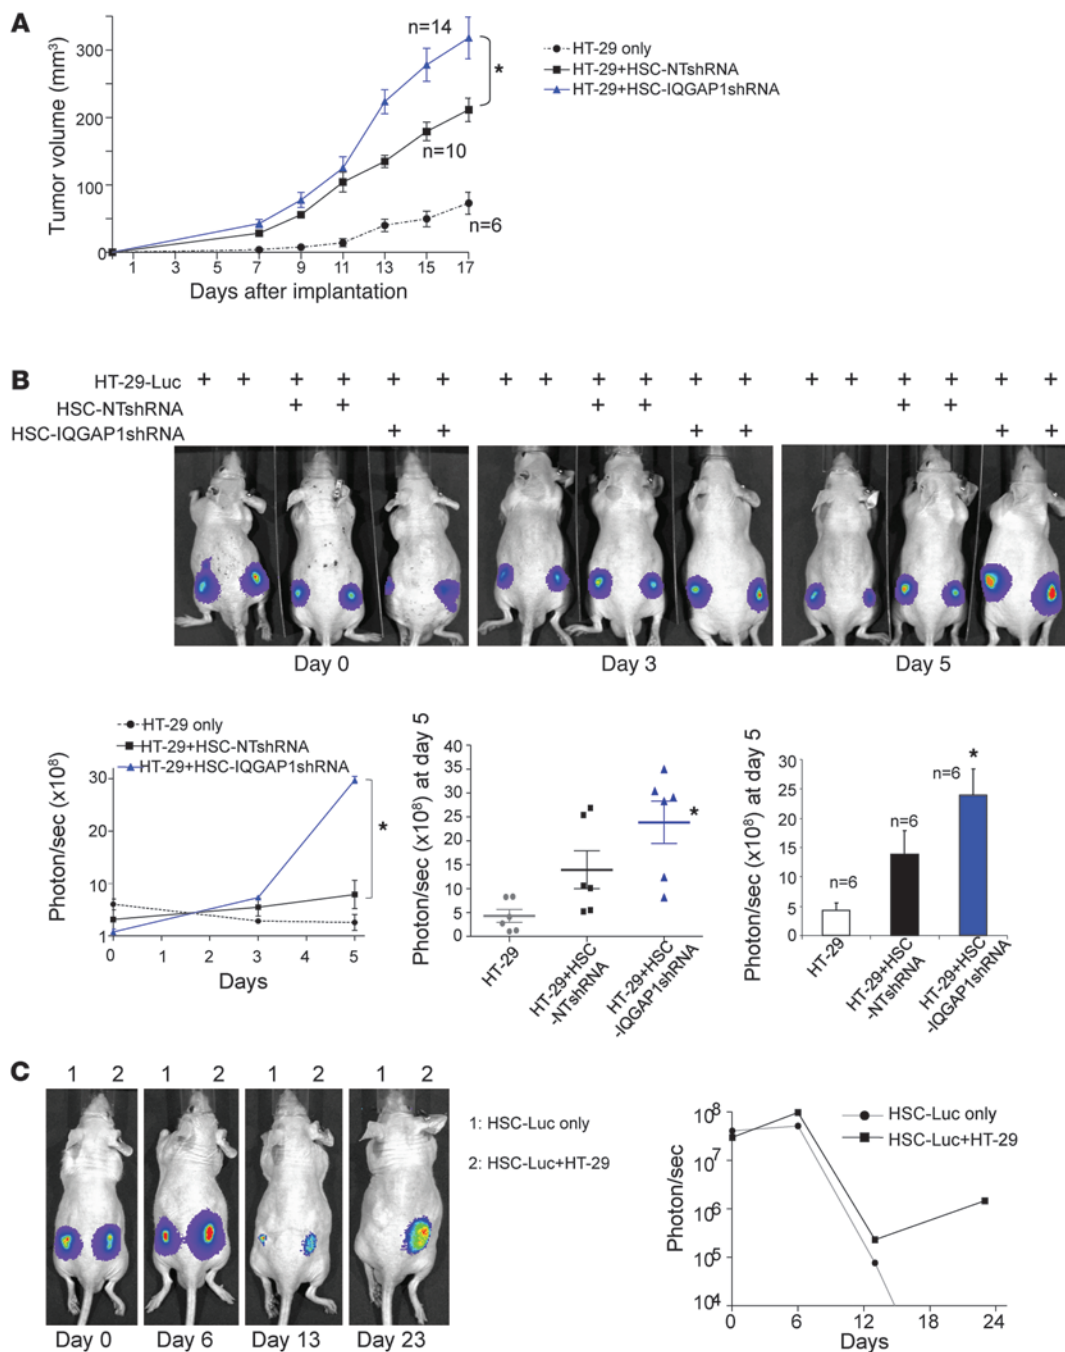 A
Tumor volume (mm³)
300
200
100
0
1 3 5 7 9 11 13 15 17
Days after implantation
n=14
n=10
n=6
*
HT-29 only
HT-29+HSC-NTshRNA
HT-29+HSC-IQGAP1shRNA
B
HT-29-Luc + + + + + + + + + + + + + + + + + +
HSC-NTshRNA + + + + + +
HSC-IQGAP1shRNA + + + + + +
Day 0 Day 3 Day 5
HT-29 only
HT-29+HSC-NTshRNA
HT-29+HSC-IQGAP1shRNA
Photon/sec (x10⁸)
30
10
1
0 1 2 3 4 5
Days
*
Photon/sec (x10⁸) at day 5
40
35
30
25
20
15
10
5
0
*
HT-29
HT-29+HSC
-NTshRNA
HT-29+HSC
-IQGAP1shRNA
Photon/sec (x10⁸) at day 5
30
25
20
15
10
5
0
n=6
n=6
n=6
*
HT-29
HT-29+HSC
-NTshRNA
HT-29+HSC
-IQGAP1shRNA
C
1 2 1 2 1 2 1 2
Day 0 Day 6 Day 13 Day 23
1: HSC-Luc only
2: HSC-Luc+HT-29
Photon/sec
10⁸
10⁷
10⁶
10⁵
10⁴
0 6 12 18 24
Days
HSC-Luc only
HSC-Luc+HT-29